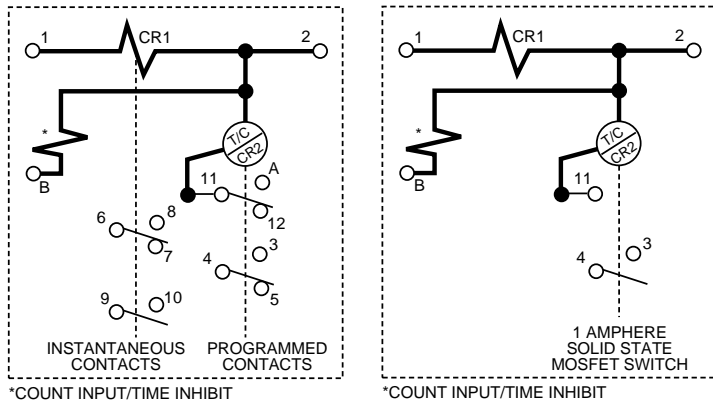 1
CR1
2
*
B
T/C
CR2
A
11
12
6
8
7
3
4
5
9
10
INSTANTANEOUS
CONTACTS
PROGRAMMED
CONTACTS
*COUNT INPUT/TIME INHIBIT
1
CR1
2
*
B
T/C
CR2
11
3
4
1 AMPHERE
SOLID STATE
MOSFET SWITCH
*COUNT INPUT/TIME INHIBIT